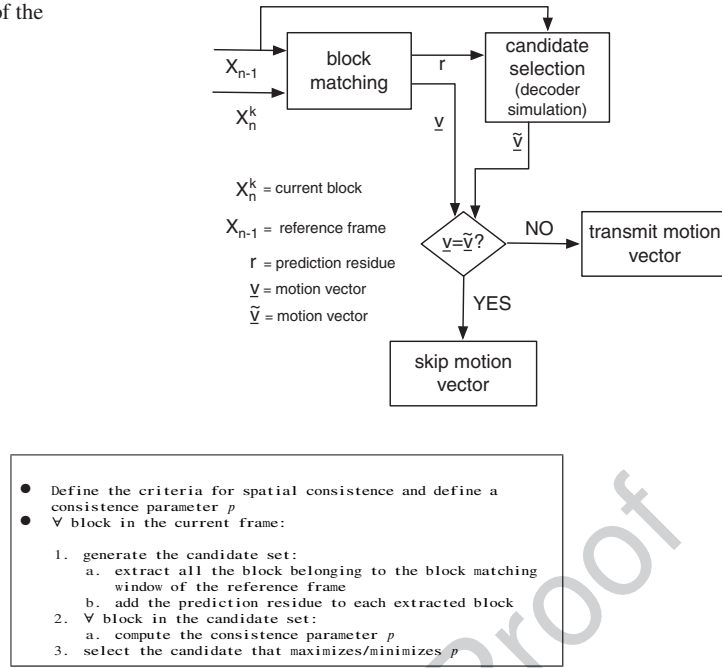 of the
X_{n-1}
X_n^k
block
matching
r
v̲
candidate
selection
(decoder
simulation)
ṽ̲
X_n^k = current block
X_{n-1} = reference frame
r = prediction residue
v̲ = motion vector
ṽ̲ = motion vector
v̲=ṽ̲?
NO
transmit motion
vector
YES
skip motion
vector
● Define the criteria for spatial consistence and define a
consistence parameter p
● ∀ block in the current frame:
1. generate the candidate set:
a. extract all the block belonging to the block matching
window of the reference frame
b. add the prediction residue to each extracted block
2. ∀ block in the candidate set:
a. compute the consistence parameter p
3. select the candidate that maximizes/minimizes p
Proof